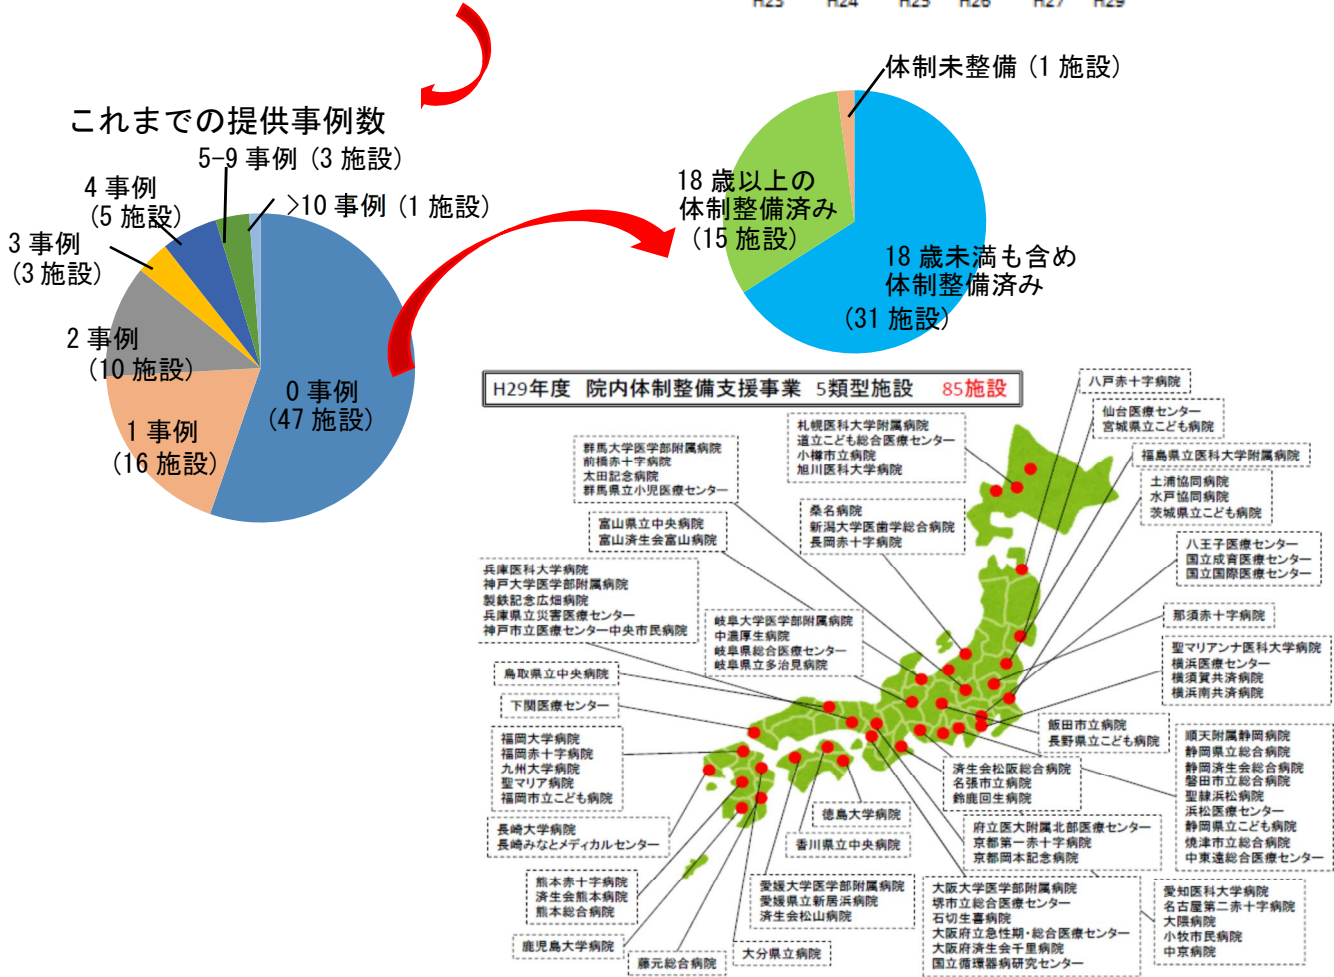 H23 H24 H25 H26 H27 H29
これまでの提供事例数
5-9 事例 (3 施設)
4 事例
(5 施設)
>10 事例 (1 施設)
3 事例
(3 施設)
2 事例
(10 施設)
0 事例
(47 施設)
1 事例
(16 施設)
体制未整備 (1 施設)
18 歳以上の
体制整備済み
(15 施設)
18 歳未満も含め
体制整備済み
(31 施設)
H29年度 院内体制整備支援事業 5類型施設 85施設
八戸赤十字病院
仙台医療センター
宮城県立こども病院
札幌医科大学附属病院
道立こども総合医療センター
小樽市立病院
旭川医科大学病院
群馬大学医学部附属病院
前橋赤十字病院
太田記念病院
群馬県立小児医療センター
福島県立医科大学附属病院
土浦協同病院
水戸協同病院
茨城県立こども病院
桑名病院
新潟大学医歯学総合病院
長岡赤十字病院
富山県立中央病院
富山済生会富山病院
八王子医療センター
国立成育医療センター
国立国際医療センター
兵庫医科大学病院
神戸大学医学部附属病院
製鉄記念広畑病院
兵庫県立災害医療センター
神戸市立医療センター中央市民病院
岐阜大学医学部附属病院
中濃厚生病院
岐阜県総合医療センター
岐阜県立多治見病院
那須赤十字病院
聖マリアンナ医科大学病院
横浜医療センター
横須賀共済病院
横浜南共済病院
鳥取県立中央病院
下関医療センター
飯田市立病院
長野県立こども病院
福岡大学病院
福岡赤十字病院
九州大学病院
聖マリア病院
福岡市立こども病院
順天附属静岡病院
静岡県立総合病院
静岡済生会総合病院
磐田市立総合病院
聖隷浜松病院
浜松医療センター
静岡県立こども病院
焼津市立総合病院
中東遠総合医療センター
済生会松阪総合病院
名張市立病院
鈴鹿回生病院
徳島大学病院
香川県立中央病院
長崎大学病院
長崎みなとメディカルセンター
府立医大附属北部医療センター
京都第一赤十字病院
京都岡本記念病院
熊本赤十字病院
済生会熊本病院
熊本総合病院
愛媛大学医学部附属病院
愛媛県立新居浜病院
済生会松山病院
大阪大学医学部附属病院
堺市立総合医療センター
石切生喜病院
大阪府立急性期・総合医療センター
大阪府済生会千里病院
国立循環器病研究センター
愛知医科大学病院
名古屋第二赤十字病院
大隈病院
小牧市民病院
中京病院
鹿児島大学病院
藤元総合病院
大分県立病院